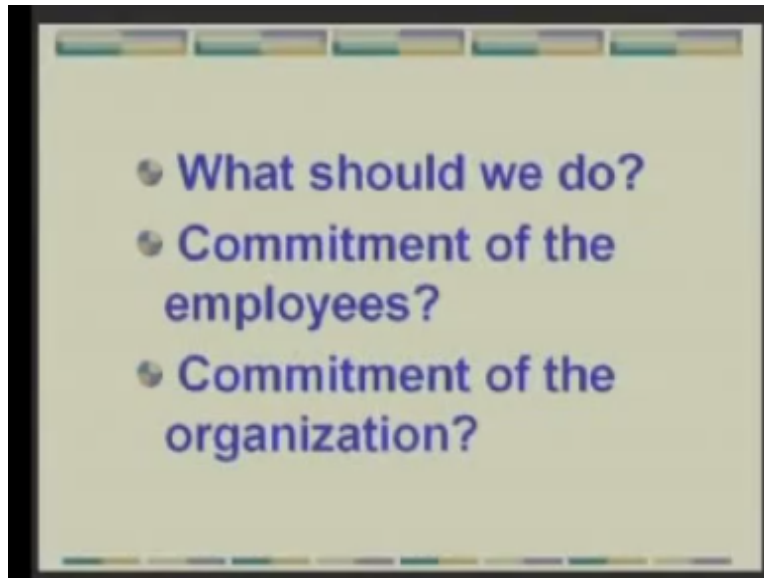 What should we do?
Commitment of the
employees?
Commitment of the
organization?